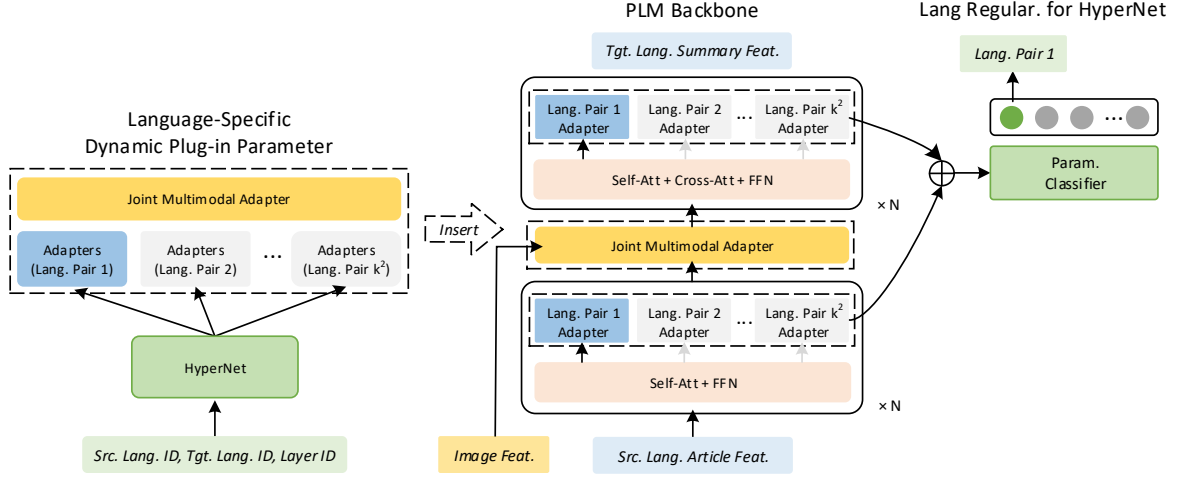 Language-Specific
Dynamic Plug-in Parameter
Joint Multimodal Adapter
Adapters
(Lang. Pair 1)
Adapters
(Lang. Pair 2)
...
Adapters
(Lang. Pair k²)
HyperNet
Src. Lang. ID, Tgt. Lang. ID, Layer ID
Insert
PLM Backbone
Tgt. Lang. Summary Feat.
Lang. Pair 1
Adapter
Lang. Pair 2
Adapter
...
Lang. Pair k²
Adapter
Self-Att + Cross-Att + FFN
× N
Joint Multimodal Adapter
Lang. Pair 1
Adapter
Lang. Pair 2
Adapter
...
Lang. Pair k²
Adapter
Self-Att + FFN
× N
Image Feat.
Src. Lang. Article Feat.
Lang Regular. for HyperNet
Lang. Pair 1
...
Param.
Classifier